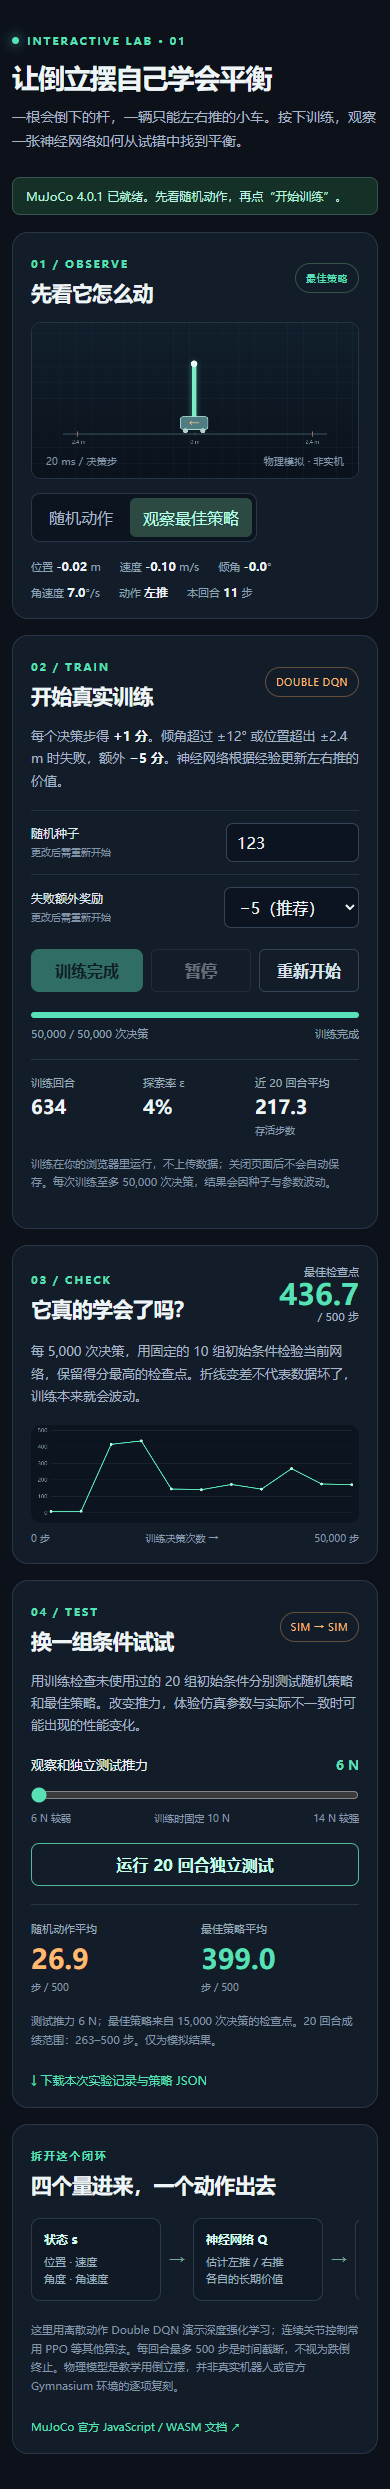 INTERACTIVE LAB • 01
让倒立摆自己学会平衡
一根会倒下的杆，一辆只能左右推的小车。按下训练，观察
一张神经网络如何从试错中找到平衡。
MuJoCo 4.0.1 已就绪。先看随机动作，再点“开始训练”。
01 / OBSERVE
先看它怎么动
最佳策略
←
2.4 m
0 m
2.4 m
20 ms / 决策步
物理模拟 · 非实机
随机动作
观察最佳策略
位置 -0.02 m 速度 -0.10 m/s 倾角 -0.0°
角速度 7.0°/s 动作 左推 本回合 11 步
02 / TRAIN
开始真实训练
DOUBLE DQN
每个决策步得 +1 分。倾角超过 ±12° 或位置超出 ±2.4
m 时失败，额外 −5 分。神经网络根据经验更新左右推的
价值。
随机种子
更改后需重新开始
123
失败额外奖励
更改后需重新开始
−5（推荐）
训练完成
暂停
重新开始
50,000 / 50,000 次决策
训练完成
训练回合
634
探索率 ε
4%
近 20 回合平均
217.3
存活步数
训练在你的浏览器里运行，不上传数据；关闭页面后不会自动保
存。每次训练至多 50,000 次决策，结果会因种子与参数波动。
03 / CHECK
它真的学会了吗?
最佳检查点
436.7
/ 500 步
每 5,000 次决策，用固定的 10 组初始条件检验当前网
络，保留得分最高的检查点。折线变差不代表数据坏了，
训练本来就会波动。
500
400
300
200
100
0
0 步
训练决策次数 →
50,000 步
04 / TEST
换一组条件试试
SIM → SIM
用训练检查未使用过的 20 组初始条件分别测试随机策略
和最佳策略。改变推力，体验仿真参数与实际不一致时可
能出现的性能变化。
观察和独立测试推力
6 N
6 N 较弱
训练时固定 10 N
14 N 较强
运行 20 回合独立测试
随机动作平均
26.9
步 / 500
最佳策略平均
399.0
步 / 500
测试推力 6 N；最佳策略来自 15,000 次决策的检查点。20 回合成
绩范围：263–500 步。仅为模拟结果。
↓ 下载本次实验记录与策略 JSON
拆开这个闭环
四个量进来，一个动作出去
状态 s
位置 · 速度
角度 · 角速度
→
神经网络 Q
估计左推 / 右推
各自的长期价值
→
这里用离散动作 Double DQN 演示深度强化学习；连续关节控制常
用 PPO 等其他算法。每回合最多 500 步是时间截断，不视为跌倒
终止。物理模型是教学用倒立摆，并非真实机器人或官方
Gymnasium 环境的逐项复刻。
MuJoCo 官方 JavaScript / WASM 文档 ↗